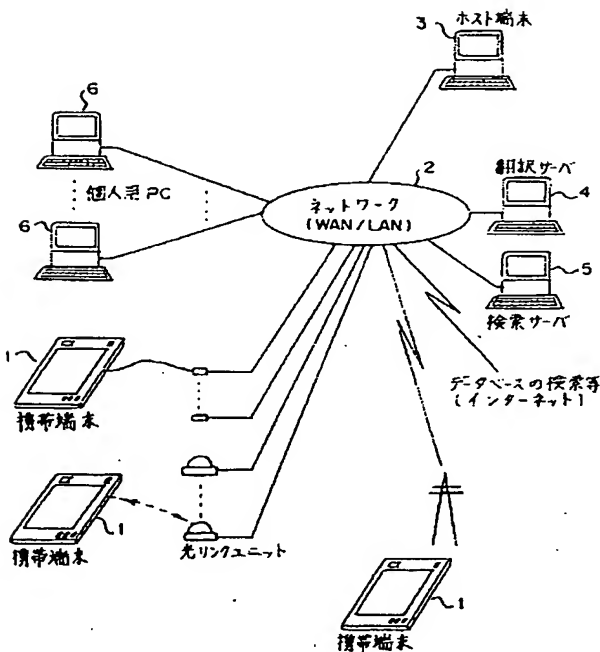 3
ホスト端末
6
個人用PC
6
2
ネットワーク
(WAN/LAN)
翻訳サーバ
4
5
検索サーバ
1
携帯端末
データベースの検索等
(インターネット)
1
携帯端末
光リンクユニット
1
携帯端末